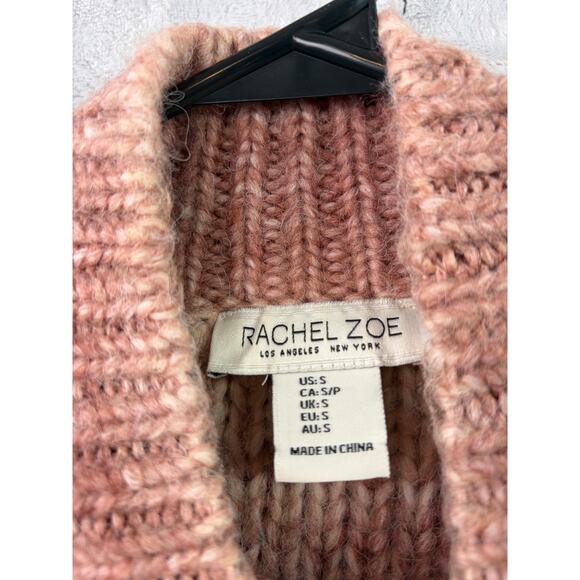 RACHEL ZOE
LOS ANGELES NEW YORK
US: S
CA: S/P
UK: S
EU: S
AU: S
MADE IN CHINA